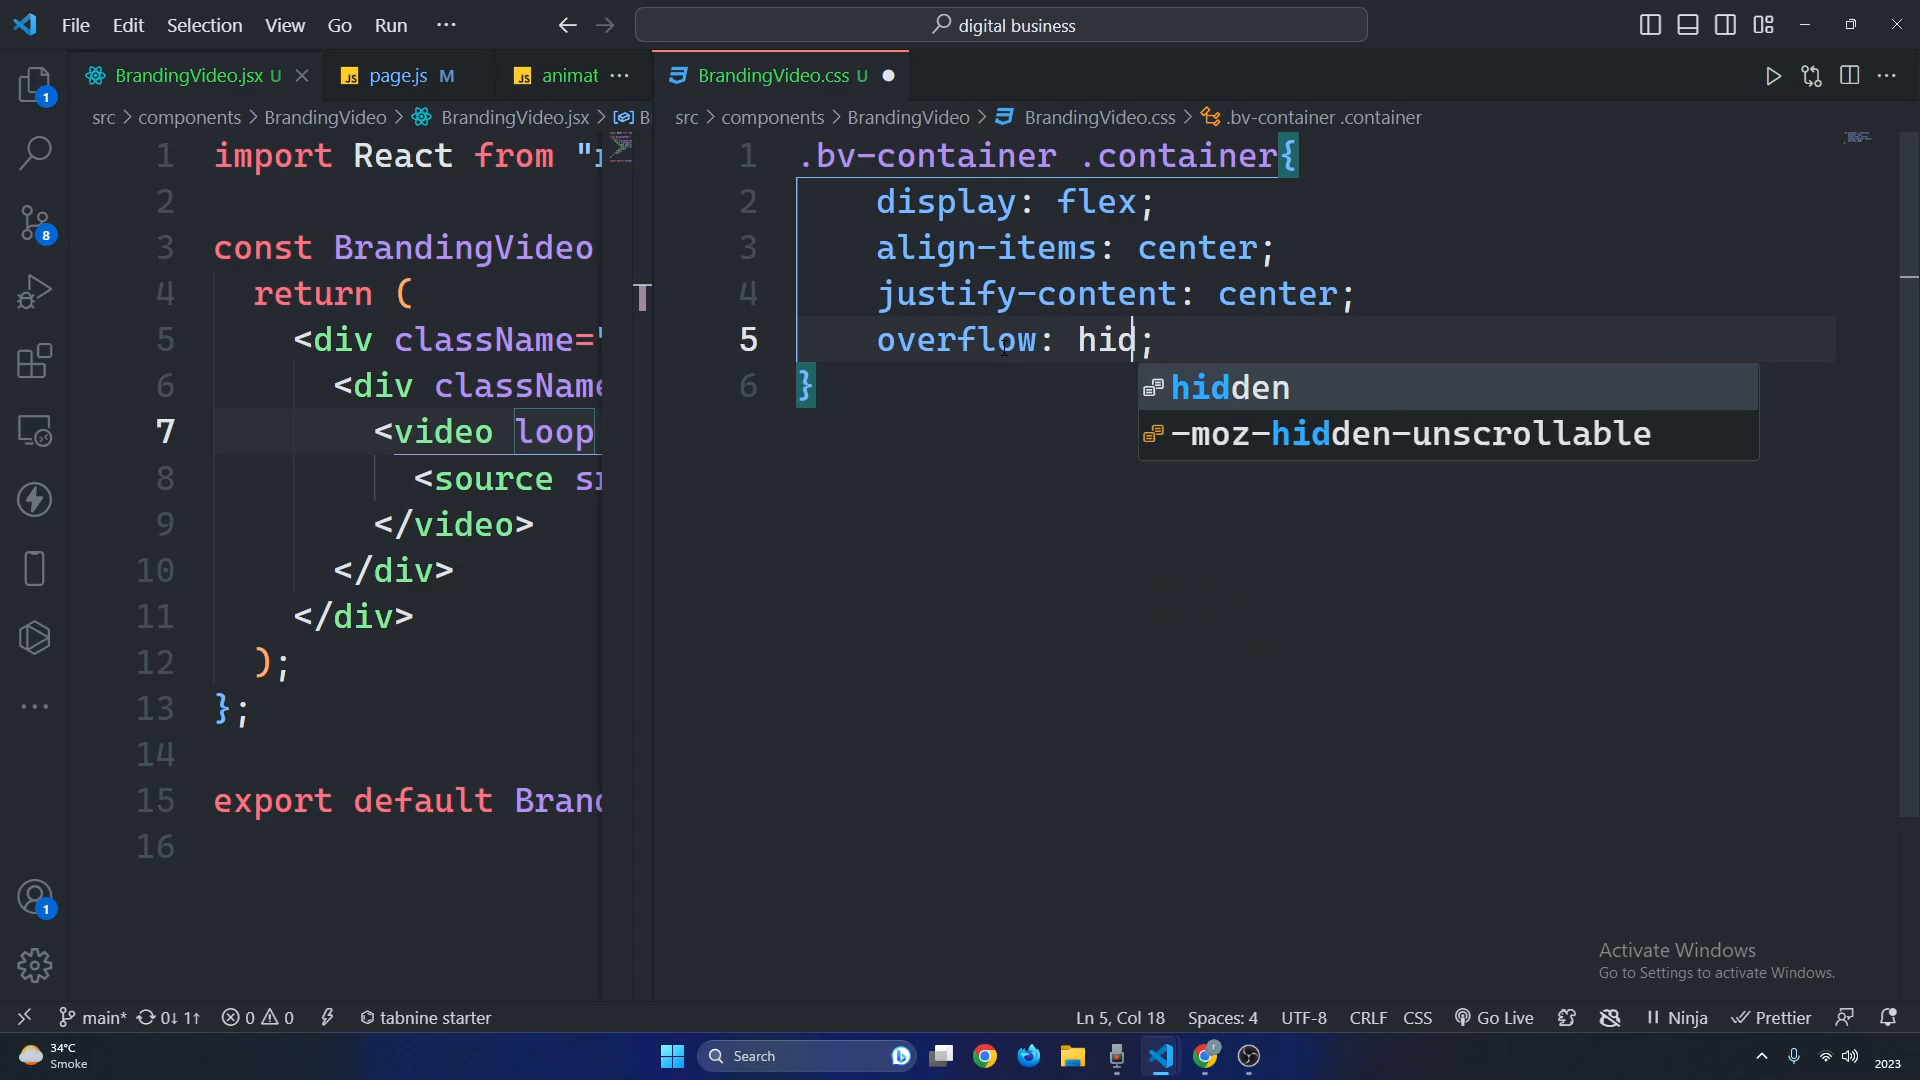 File Edit Selection View Go Run ··· digital business
BrandingVideo.jsx U page.js M animat ···
src > components > BrandingVideo > BrandingVideo.jsx > B
1 import React from "r
2
3 const BrandingVideo
4 return (
5 <div className="
6 <div className
7 <video loop
8 <source sr
9 </video>
10 </div>
11 </div>
12 );
13 };
14
15 export default Brand
16
BrandingVideo.css U
src > components > BrandingVideo > BrandingVideo.css > .bv-container .container
1 .bv-container .container{
2 display: flex;
3 align-items: center;
4 justify-content: center;
5 overflow: hid;
6 }
hidden
-moz-hidden-unscrollable
1
8
1
Activate Windows
Go to Settings to activate Windows.
main* 0↓ 1↑ 0 0 tabnine starter Ln 5, Col 18 Spaces: 4 UTF-8 CRLF CSS Go Live Ninja Prettier
34°C
Smoke
Search
2023